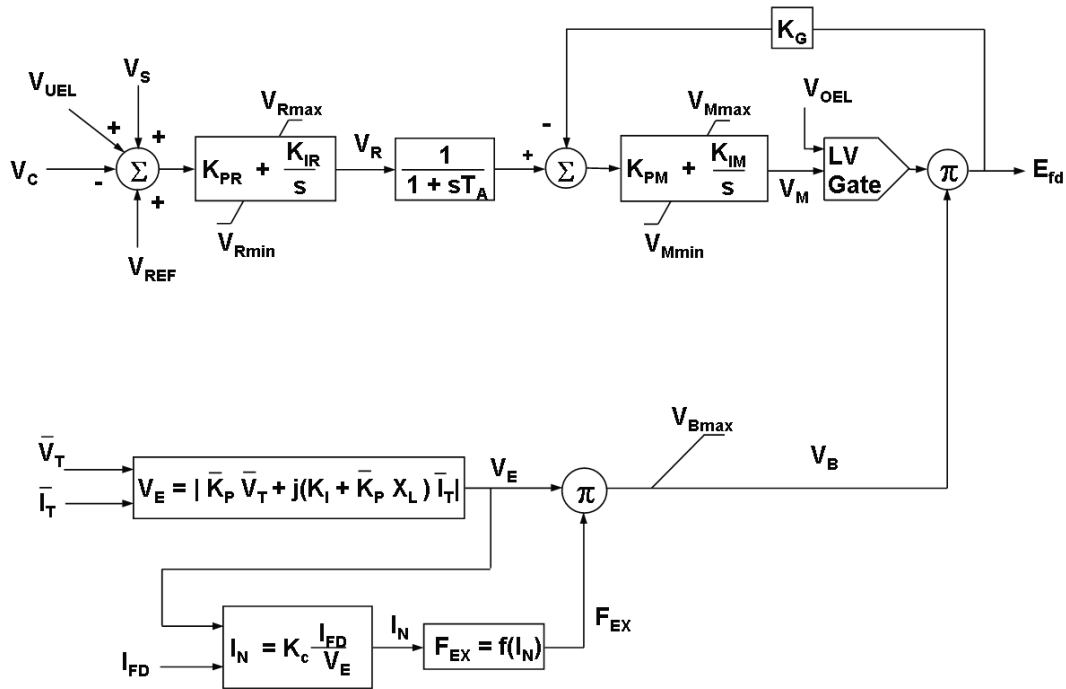 K_G
V_S
V_UEL
+
+
V_C
-
Σ
+
V_REF
V_Rmax
K_PR + K_IR/s
V_Rmin
V_R
1/(1 + sT_A)
-
+
Σ
V_Mmax
K_PM + K_IM/s
V_Mmin
V_M
V_OEL
LV
Gate
π
E_fd
V̅_T
I̅_T
V_E = | K̅_P V̅_T + j(K_I + K̅_P X_L) I̅_T|
V_E
π
V_Bmax
V_B
I_FD
I_N = K_c I_FD/V_E
I_N
F_EX = f(I_N)
F_EX